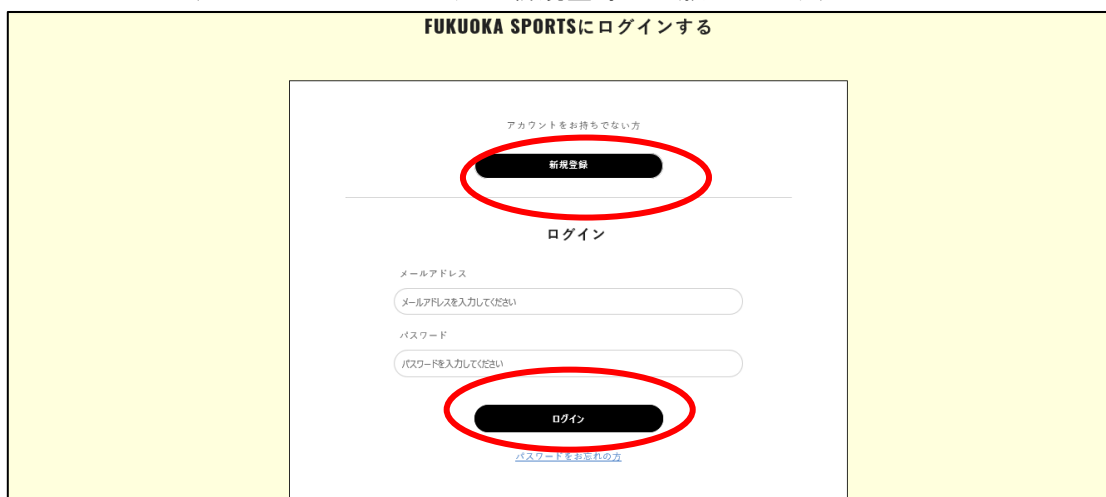 FUKUOKA SPORTSにログインする
アカウントをお持ちでない方
新規登録
ログイン
メールアドレス
メールアドレスを入力してください
パスワード
パスワードを入力してください
ログイン
パスワードをお忘れの方